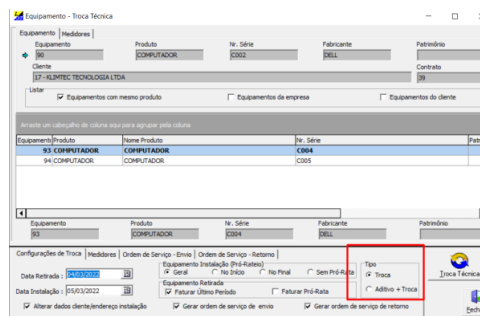 Equipamento - Troca Técnica
Equipamento Medidores
Equipamento Produto Nr. Série Fabricante Patrimônio
90 COMPUTADOR C002 DELL
Cliente Contrato
17 - KLIMTEC TECNOLOGIA LTDA 39
Listar
Equipamentos com mesmo produto Equipamentos da empresa Equipamentos do cliente
Arraste um cabeçalho de coluna aqui para agrupar pela coluna
Equipamento Produto Nome Produto Nr. Série Patr
93 COMPUTADOR COMPUTADOR C004
94 COMPUTADOR COMPUTADOR C005
Equipamento Produto Nr. Série Fabricante Patrimônio
93 COMPUTADOR C004 DELL
Configurações de Troca Medidores Ordem de Serviço - Envio Ordem de Serviço - Retorno
Equipamento Instalação (Pró-Rateio) Tipo
Data Retirada : 04/03/2022 Geral No Início No Final Sem Pró-Rata Troca
Troca Técnica
Equipamento Retirada
Data Instalação : 05/03/2022 Faturar Último Período Faturar Pró-Rata Aditivo + Troca
Alterar dados cliente/endereço instalação Gerar ordem de serviço de envio Gerar ordem de serviço de retorno
Fech